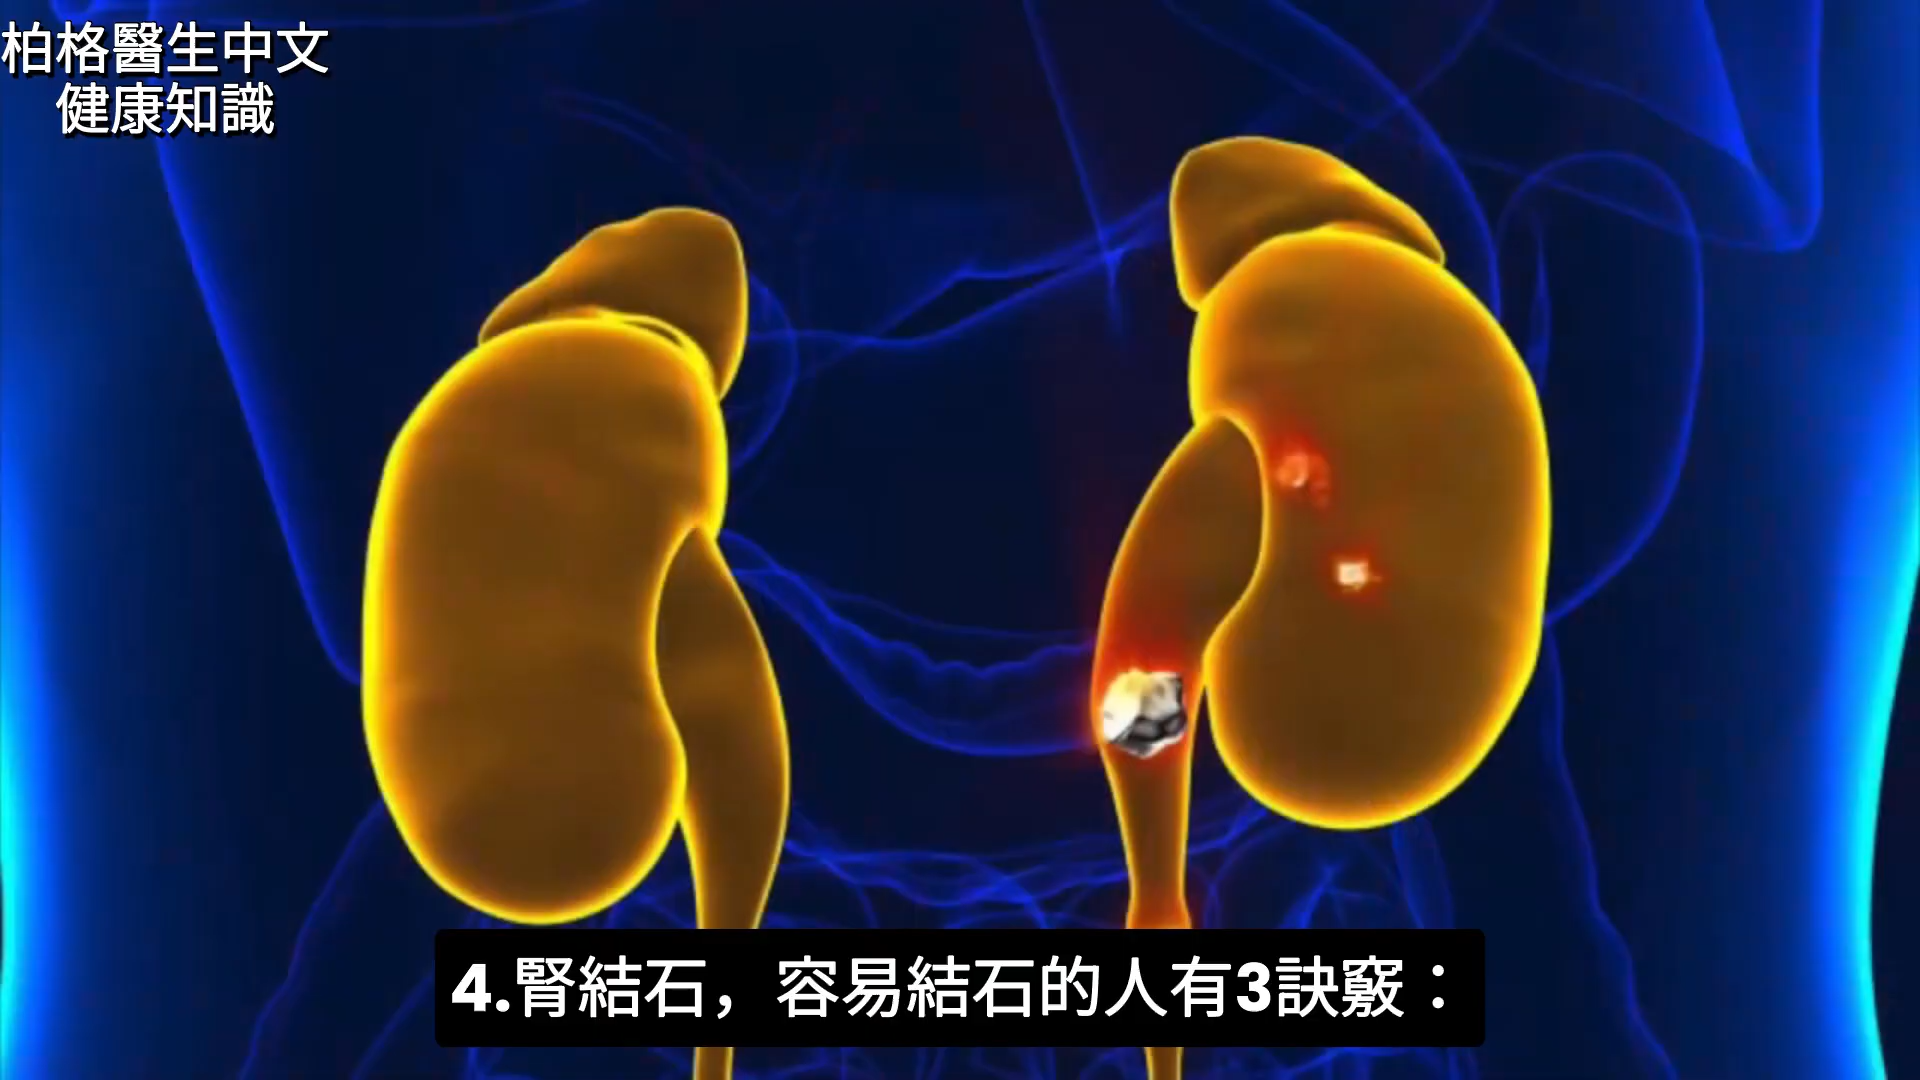 柏格醫生中文
健康知識
4.腎結石，容易結石的人有3訣竅：